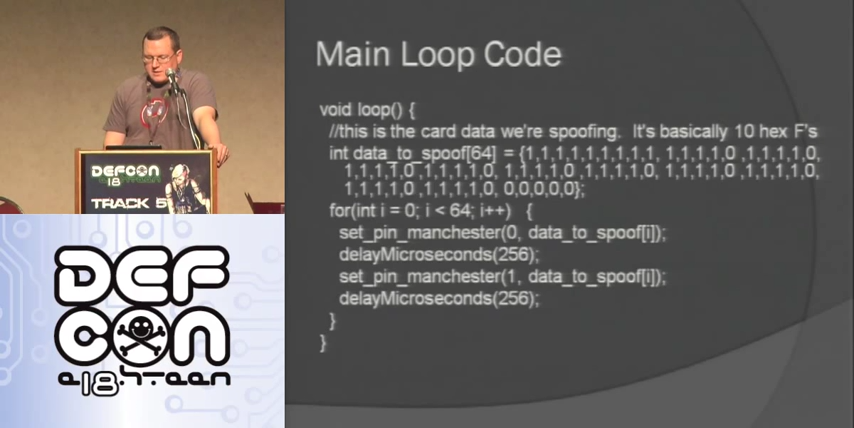 DEFCON
18
TRACK 5
DEF
CON
e18h-teen
Main Loop Code
void loop() {
//this is the card data we're spoofing. It's basically 10 hex F's
int data_to_spoof[64] = {1,1,1,1,1,1,1,1,1, 1,1,1,1,0 ,1,1,1,1,0,
1,1,1,1,0 ,1,1,1,1,0, 1,1,1,1,0 ,1,1,1,1,0, 1,1,1,1,0 ,1,1,1,1,0,
1,1,1,1,0 ,1,1,1,1,0, 0,0,0,0,0};
for(int i = 0; i < 64; i++) {
set_pin_manchester(0, data_to_spoof[i]);
delayMicroseconds(256);
set_pin_manchester(1, data_to_spoof[i]);
delayMicroseconds(256);
}
}